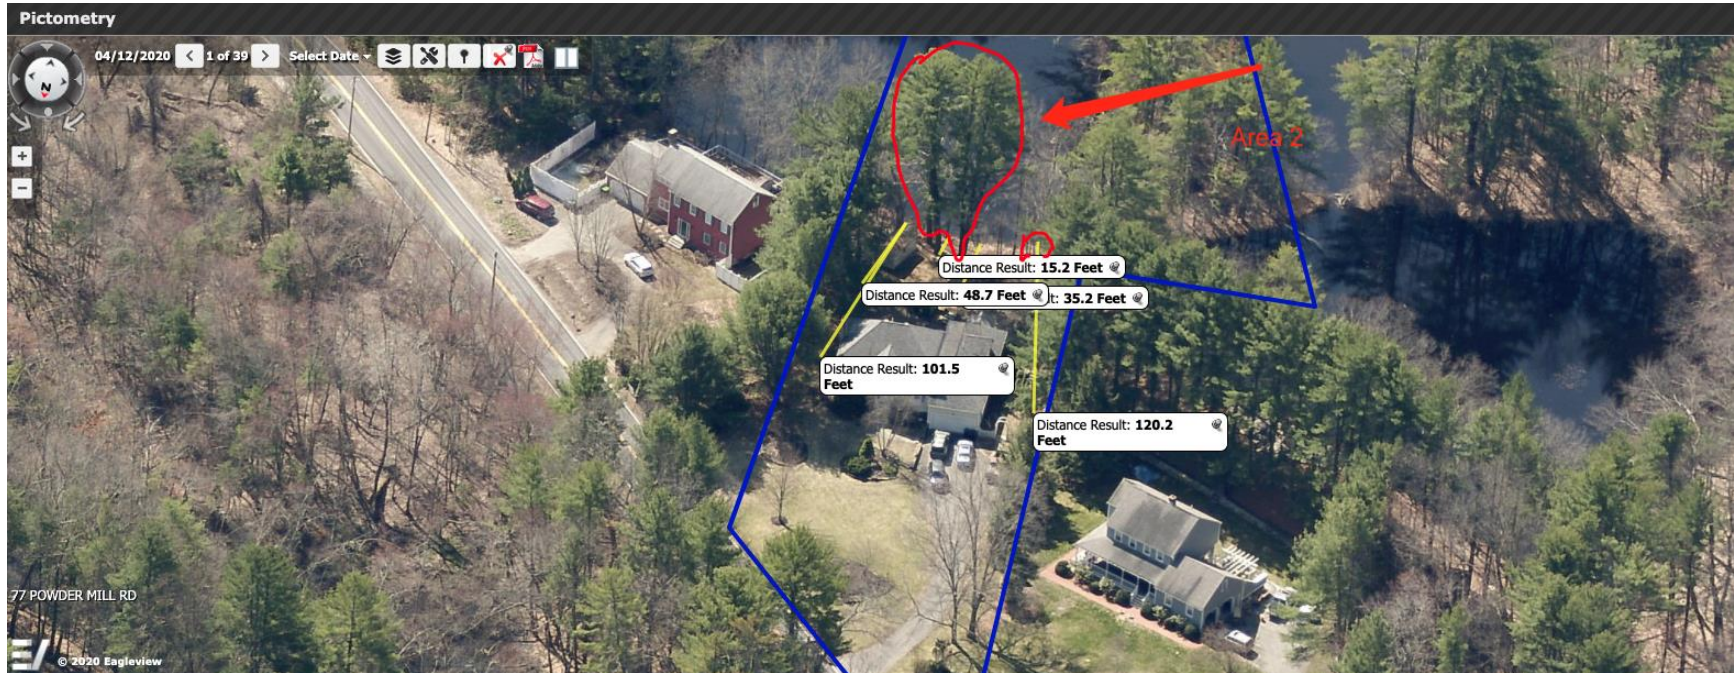 Pictometry
04/12/2020
1 of 39
Select Date
PDF
Area 2
Distance Result: 15.2 Feet
Distance Result: 48.7 Feet
t: 35.2 Feet
Distance Result: 101.5
Feet
Distance Result: 120.2
Feet
N
77 POWDER MILL RD
© 2020 Eagleview